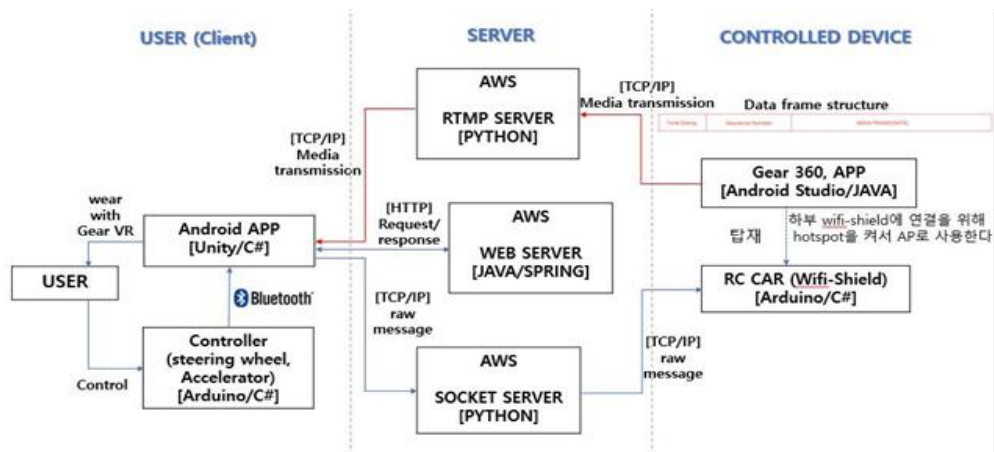 USER (Client)
SERVER
CONTROLLED DEVICE
AWS
RTMP SERVER
[PYTHON]
[TCP/IP]
Media transmission
Data frame structure
Time Stamp
Sequence Number
[TCP/IP]
Media
transmission
Gear 360, APP
[Android Studio/JAVA]
wear
with
Gear VR
Android APP
[Unity/C#]
[HTTP]
Request/
response
AWS
WEB SERVER
[JAVA/SPRING]
탑재
하부 wifi-shield에 연결을 위해
hotspot을 켜서 AP로 사용한다
USER
Bluetooth
RC CAR (Wifi-Shield)
[Arduino/C#]
[TCP/IP]
raw
message
Controller
(steering wheel,
Accelerator)
[Arduino/C#]
Control
AWS
SOCKET SERVER
[PYTHON]
[TCP/IP]
raw
message